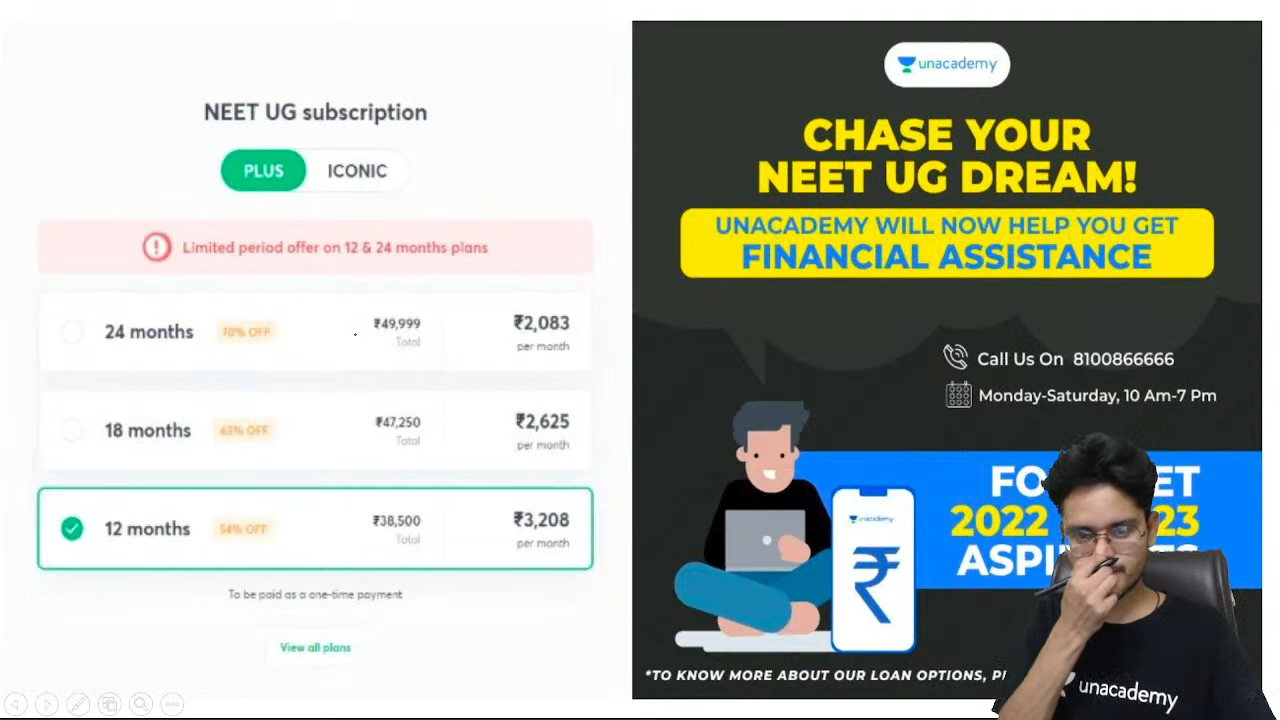 NEET UG subscription
PLUS ICONIC
Limited period offer on 12 & 24 months plans
24 months 70% OFF ₹49,999 Total ₹2,083 per month
18 months 63% OFF ₹47,250 Total ₹2,625 per month
12 months 54% OFF ₹38,500 Total ₹3,208 per month
To be paid as a one-time payment
View all plans
unacademy
CHASE YOUR
NEET UG DREAM!
UNACADEMY WILL NOW HELP YOU GET
FINANCIAL ASSISTANCE
Call Us On 8100866666
Monday-Saturday, 10 Am-7 Pm
unacademy
₹
2022
*TO KNOW MORE ABOUT OUR LOAN OPTIONS,
unacademy